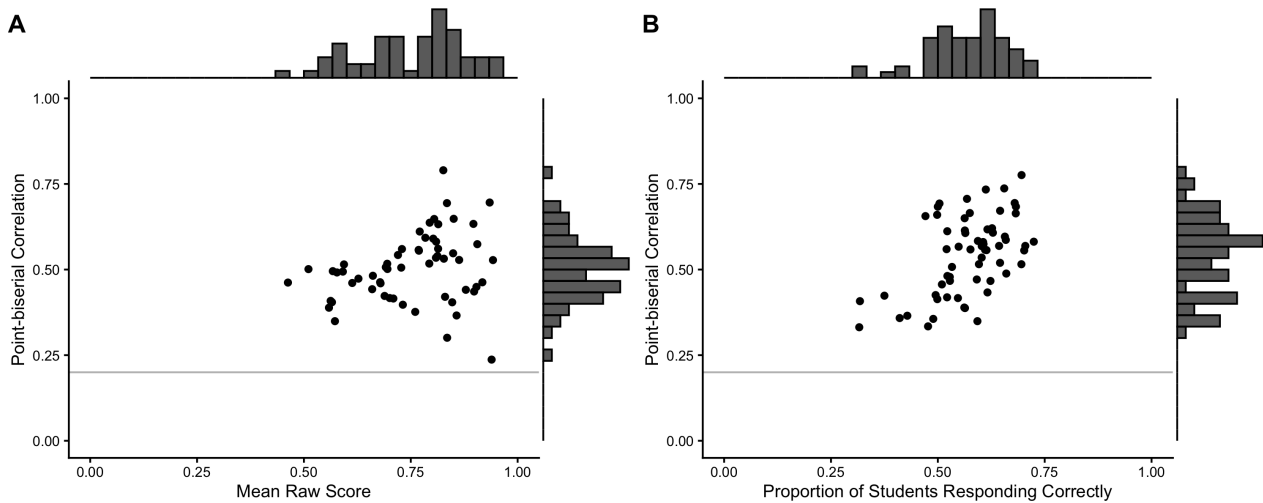 A
1.00
0.75
0.50
0.25
0.00
Point-biserial Correlation
0.00 0.25 0.50 0.75 1.00
Mean Raw Score
B
1.00
0.75
0.50
0.25
0.00
Point-biserial Correlation
0.00 0.25 0.50 0.75 1.00
Proportion of Students Responding Correctly